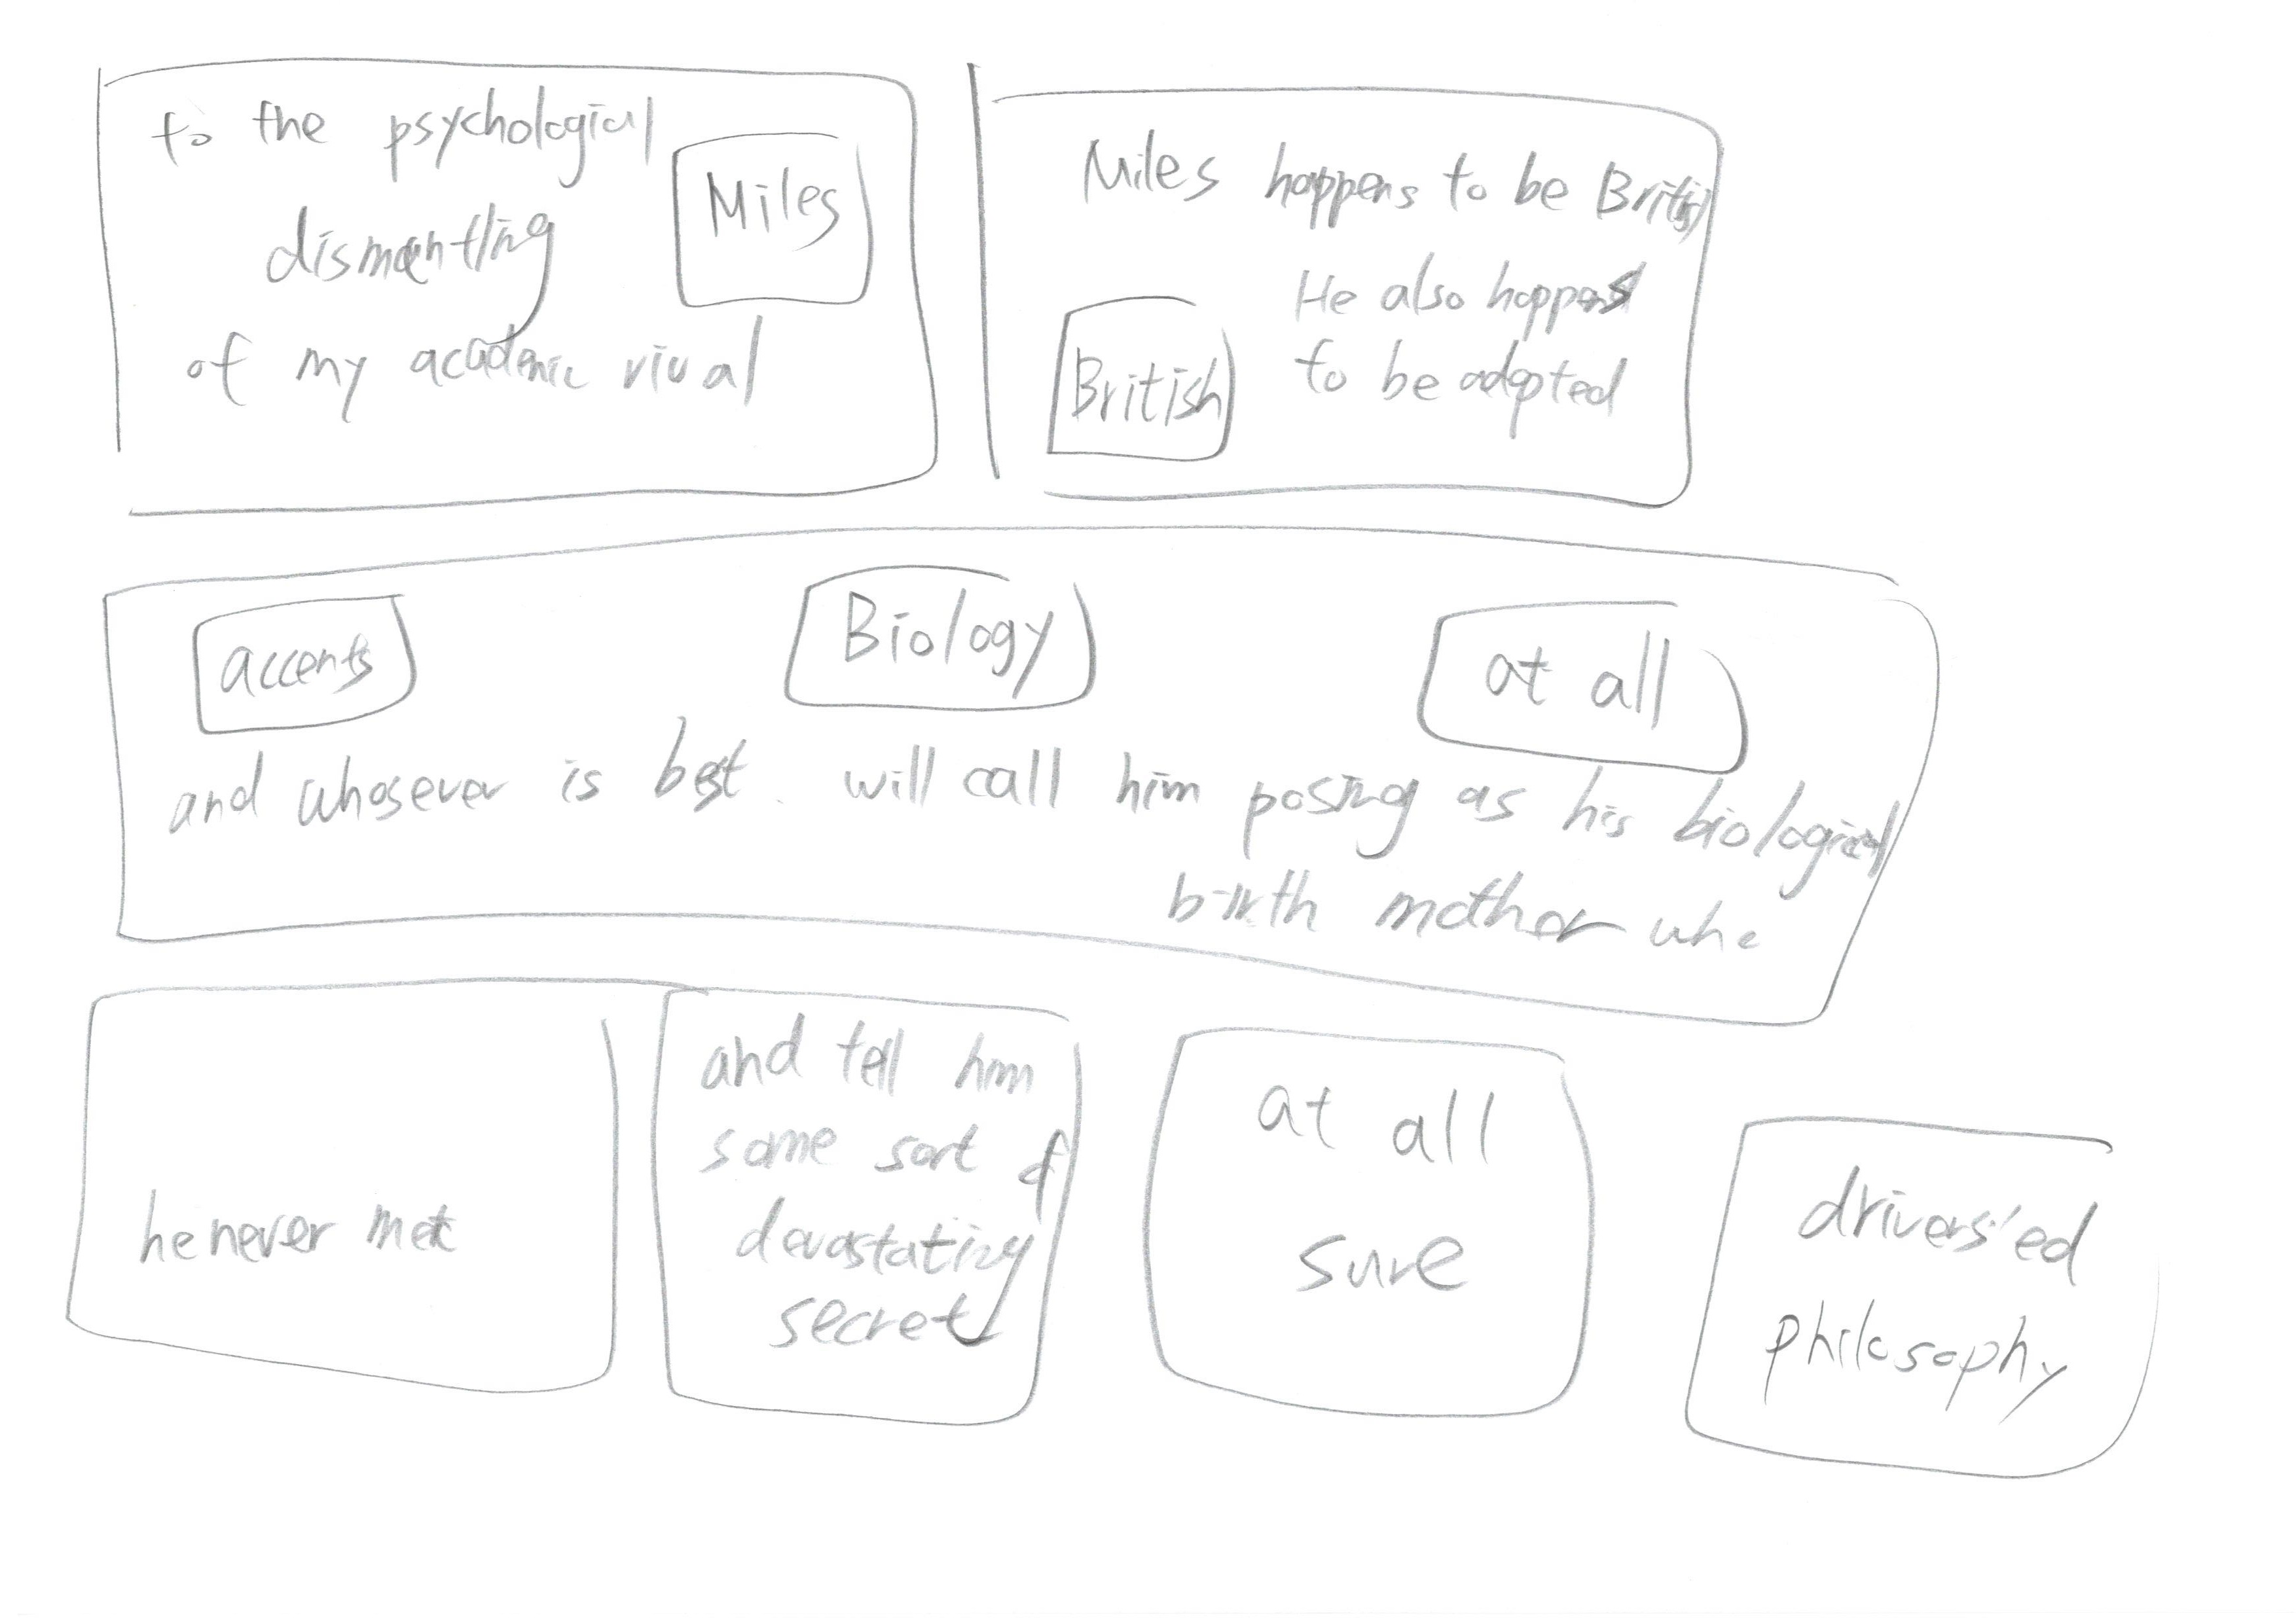 to the psychological
Miles
dismantling
of my academic rival
Miles happens to be British
He also happens
British
to be adopted
accents
Biology
at all
and whosever is best. will call him posing as his biological
birth mother whe
he never met
and tell him
some sort of
devastating
secret
at all
sure
drivers'ed
philosophy